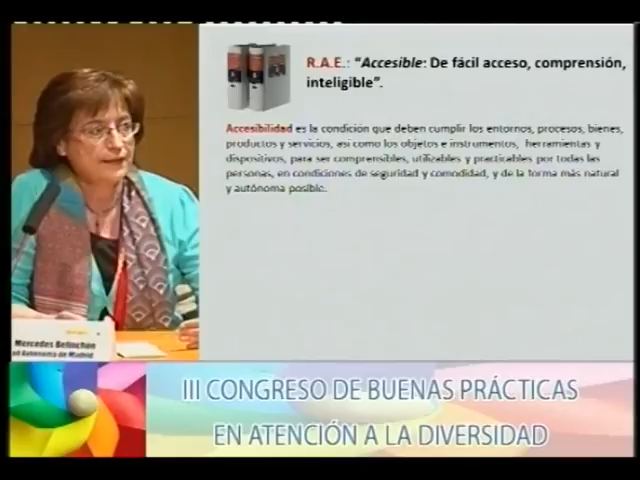 R.A.E.: “Accesible: De fácil acceso, comprensión,
inteligible”.
Accesibilidad es la condición que deben cumplir los entornos, procesos, bienes,
productos y servicios, así como los objetos e instrumentos, herramientas y
dispositivos, para ser comprensibles, utilizables y practicables por todas las
personas, en condiciones de seguridad y comodidad, y de la forma más natural
y autónoma posible.
Mercedes Belinchon
Autonoma de Madrid
III CONGRESO DE BUENAS PRÁCTICAS
EN ATENCIÓN A LA DIVERSIDAD